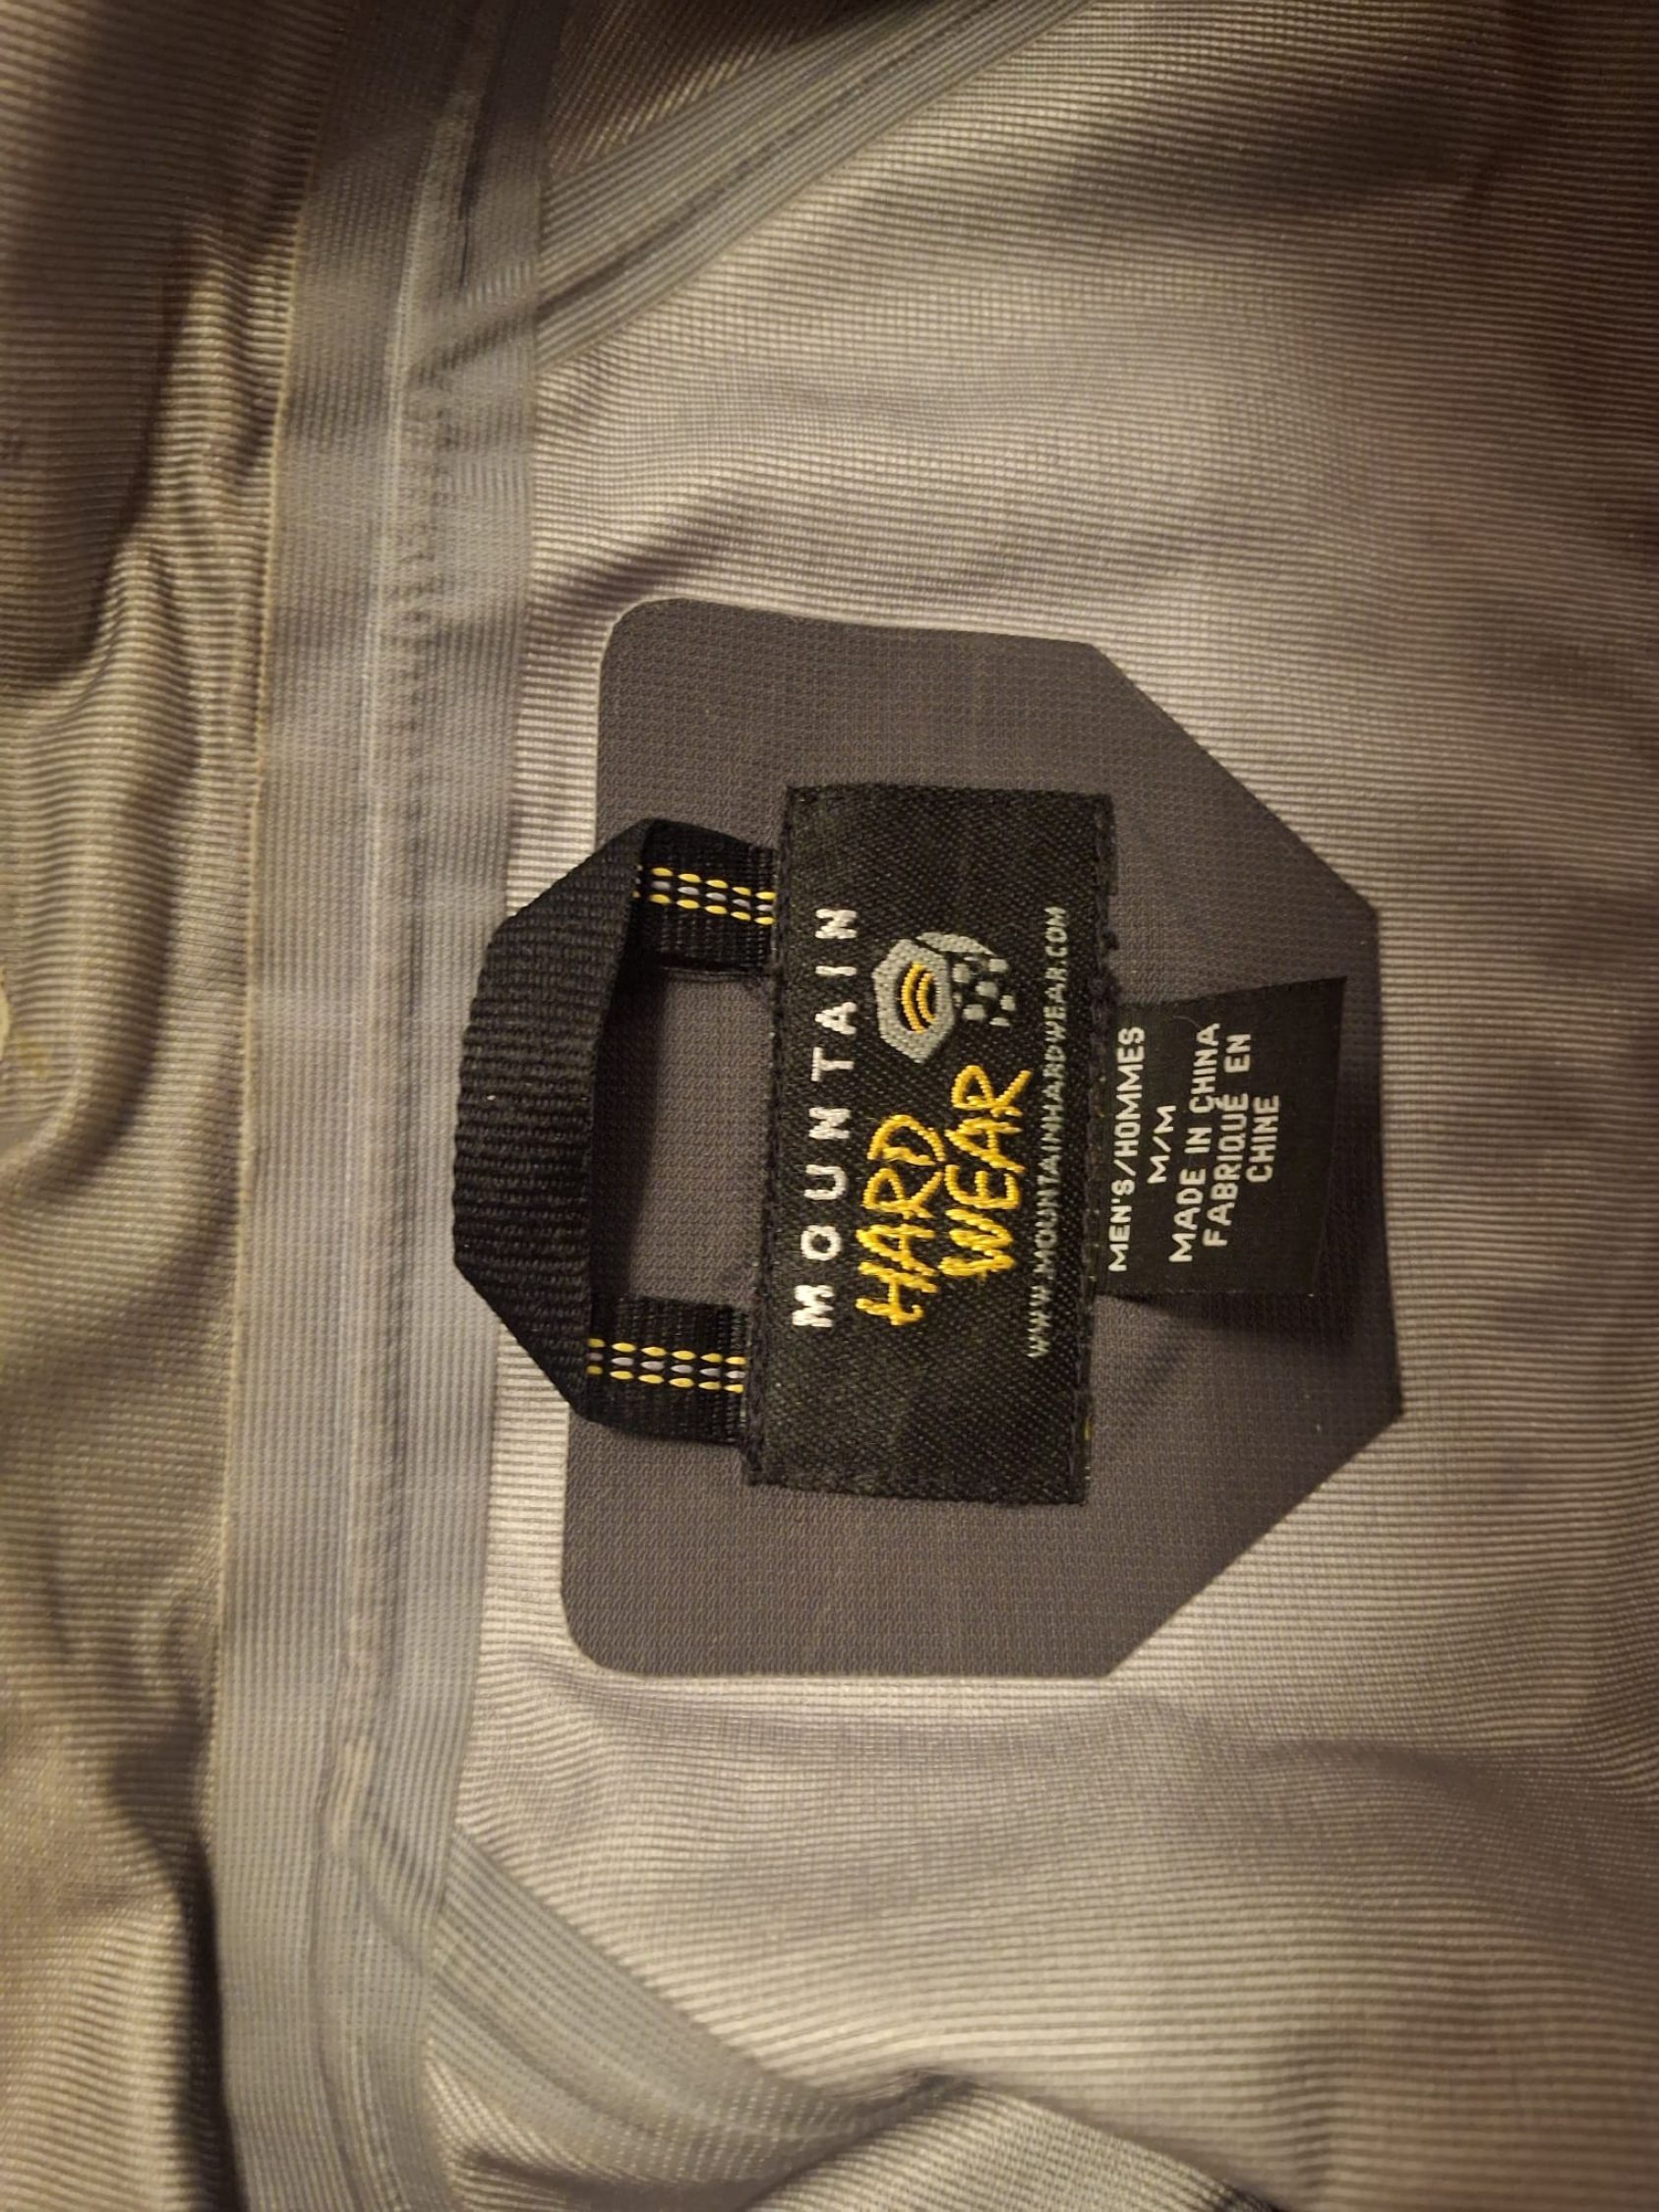 MOUNTAIN
HARD
WEAR
WWW.MOUNTAINHARDWEAR.COM
MEN'S/HOMMES
M/M
MADE IN CHINA
FABRIQUÉ EN
CHINE